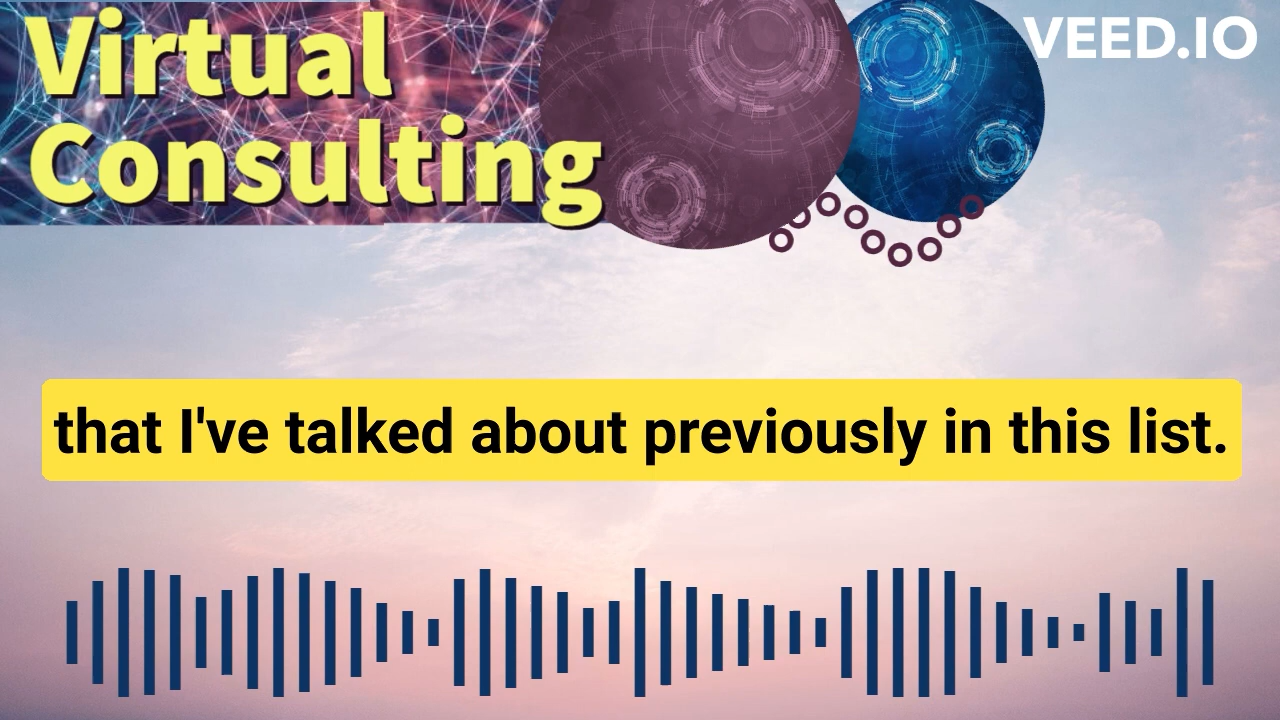 Virtual
Consulting
VEED.IO
that I've talked about previously in this list.